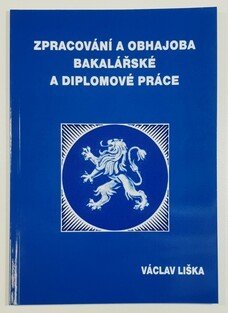 ZPRACOVÁNÍ A OBHAJOBA
BAKALÁŘSKÉ
A DIPLOMOVÉ PRÁCE
VÁCLAV LIŠKA